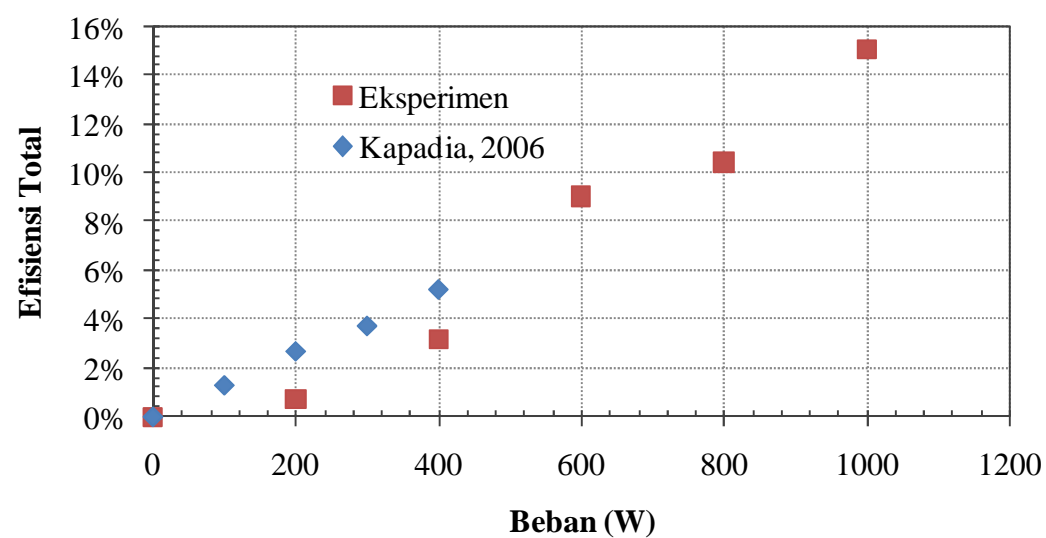 16%
14%
12%
10%
8%
6%
4%
2%
0%
Efisiensi Total
Eksperimen
Kapadia, 2006
0 200 400 600 800 1000 1200
Beban (W)